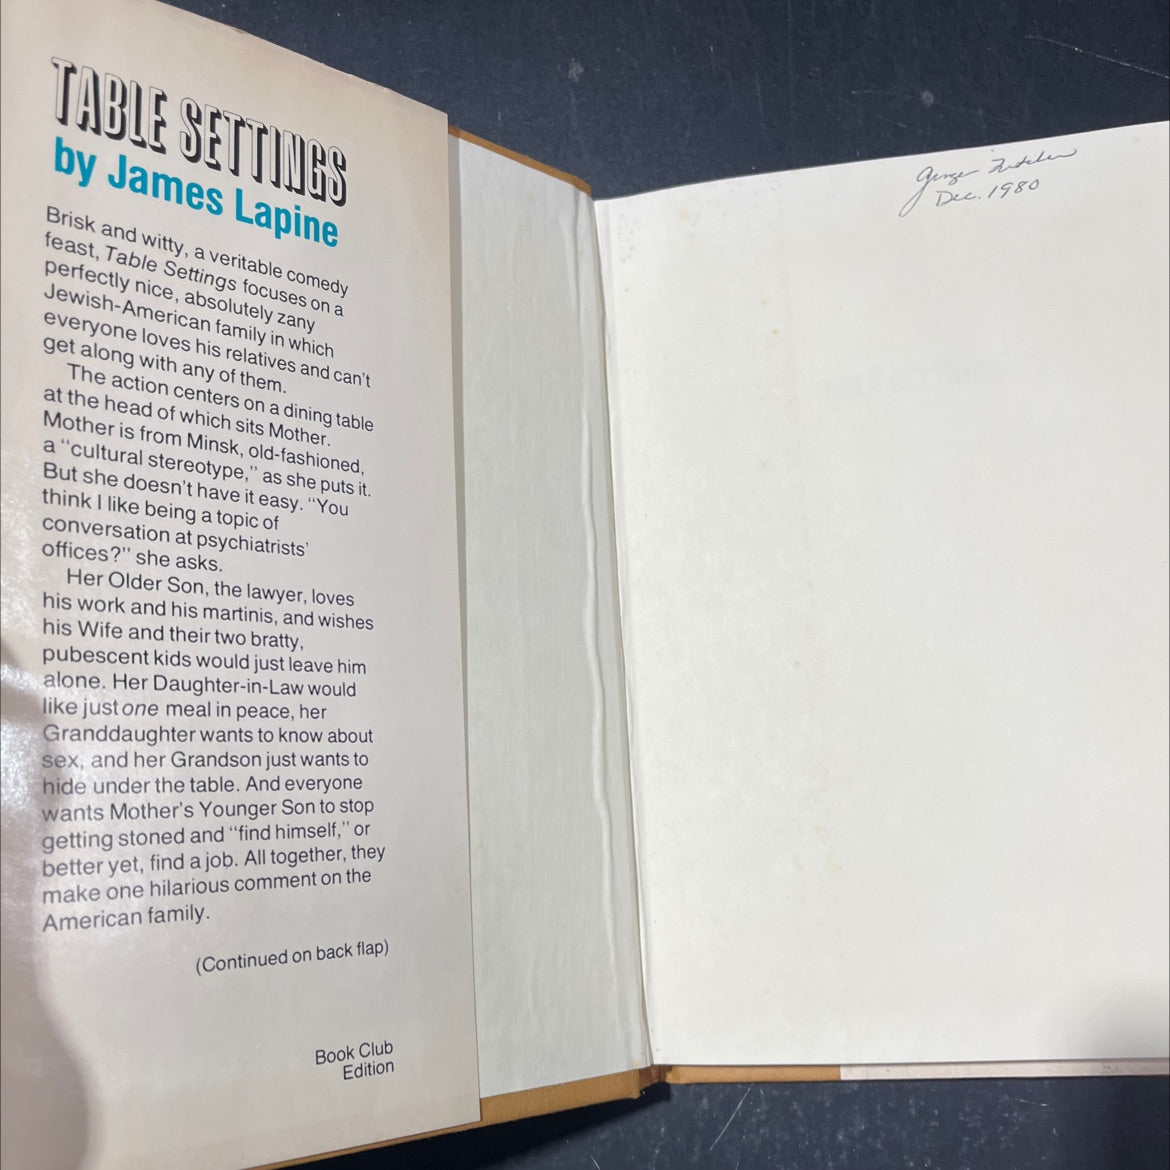 TABLE SETTINGS
by James Lapine
Brisk and witty, a veritable comedy
feast, Table Settings focuses on a
perfectly nice, absolutely zany
Jewish-American family in which
everyone loves his relatives and can't
get along with any of them.
The action centers on a dining table
at the head of which sits Mother.
Mother is from Minsk, old-fashioned,
a "cultural stereotype," as she puts it.
But she doesn't have it easy. "You
think I like being a topic of
conversation at psychiatrists'
offices?" she asks.
Her Older Son, the lawyer, loves
his work and his martinis, and wishes
his Wife and their two bratty,
pubescent kids would just leave him
alone. Her Daughter-in-Law would
like just one meal in peace, her
Granddaughter wants to know about
sex, and her Grandson just wants to
hide under the table. And everyone
wants Mother's Younger Son to stop
getting stoned and "find himself," or
better yet, find a job. All together, they
make one hilarious comment on the
American family.
(Continued on back flap)
Book Club
Edition
Dec. 1980